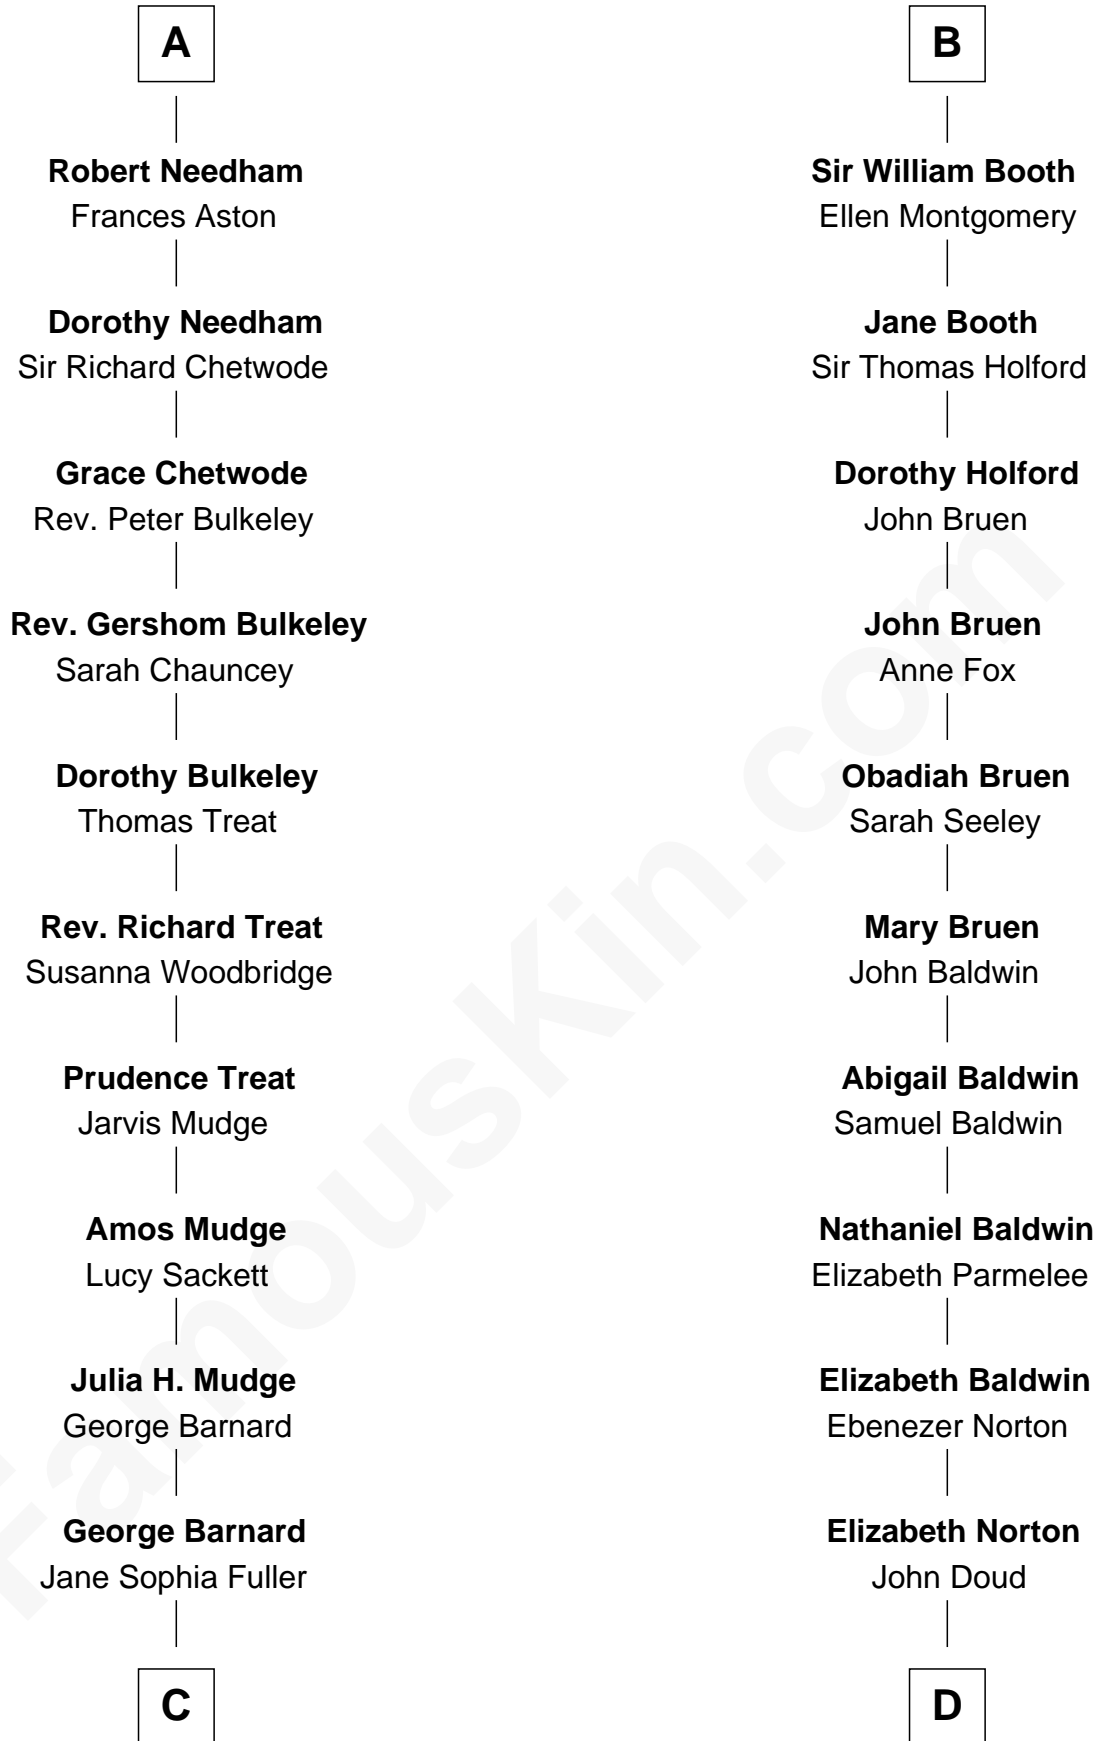 A
Robert Needham
Frances Aston
Dorothy Needham
Sir Richard Chetwode
Grace Chetwode
Rev. Peter Bulkeley
Rev. Gershom Bulkeley
Sarah Chauncey
Dorothy Bulkeley
Thomas Treat
Rev. Richard Treat
Susanna Woodbridge
Prudence Treat
Jarvis Mudge
Amos Mudge
Lucy Sackett
Julia H. Mudge
George Barnard
George Barnard
Jane Sophia Fuller
C
B
Sir William Booth
Ellen Montgomery
Jane Booth
Sir Thomas Holford
Dorothy Holford
John Bruen
John Bruen
Anne Fox
Obadiah Bruen
Sarah Seeley
Mary Bruen
John Baldwin
Abigail Baldwin
Samuel Baldwin
Nathaniel Baldwin
Elizabeth Parmelee
Elizabeth Baldwin
Ebenezer Norton
Elizabeth Norton
John Doud
D
FamousKin.com